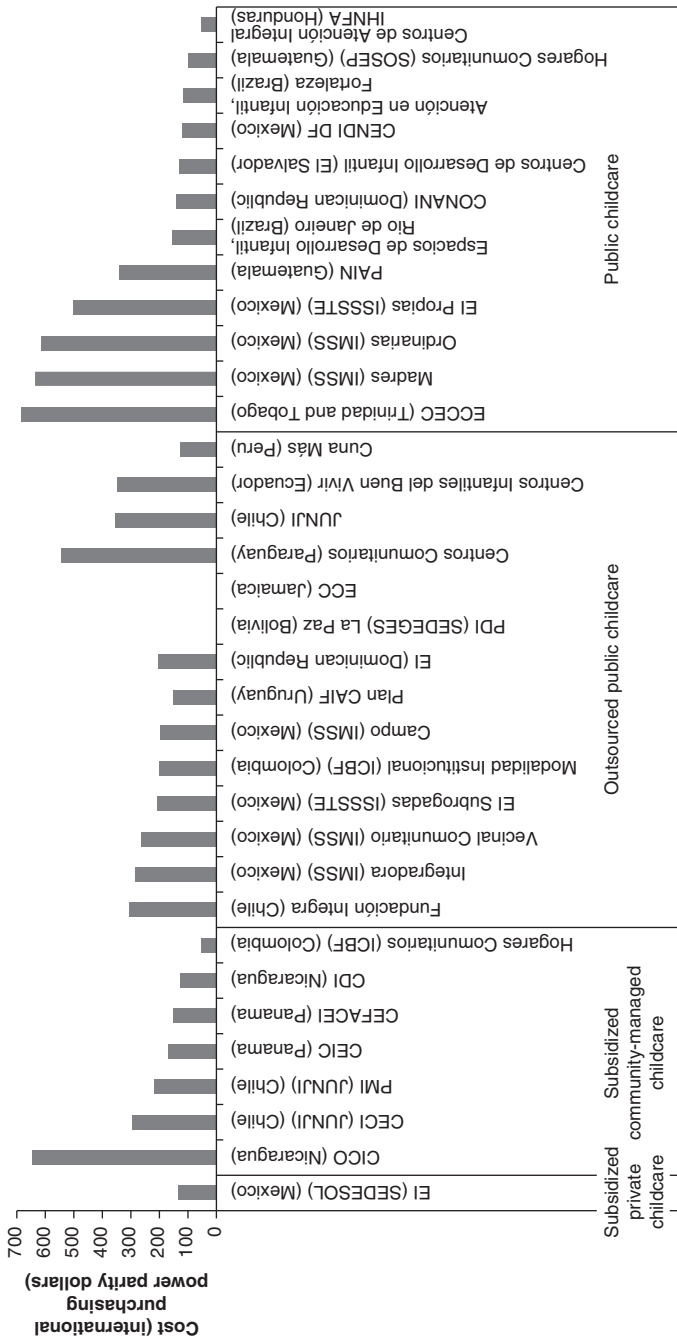 Cost (international
purchasing
power parity dollars)
700
600
500
400
300
200
100
0
EI (SEDESOL) (Mexico)
CICO (Nicaragua)
CECI (JUNJI) (Chile)
PMI (JUNJI) (Chile)
CEIC (Panama)
CEFACEI (Panama)
CDI (Nicaragua)
Hogares Comunitarios (ICBF) (Colombia)
Fundación Integra (Chile)
Integradora (IMSS) (Mexico)
Vecinal Comunitario (IMSS) (Mexico)
EI Subrogadas (ISSSTE) (Mexico)
Modalidad Institucional (ICBF) (Colombia)
Campo (IMSS) (Mexico)
Plan CAIF (Uruguay)
EI (Dominican Republic)
PDI (SEDEGES) La Paz (Bolivia)
ECC (Jamaica)
Centros Comunitarios (Paraguay)
JUNJI (Chile)
Centros Infantiles del Buen Vivir (Ecuador)
Cuna Más (Peru)
ECCEC (Trinidad and Tobago)
Madres (IMSS) (Mexico)
Ordinarias (IMSS) (Mexico)
EI Propias (ISSSTE) (Mexico)
PAIN (Guatemala)
Espacios de Desarrollo Infantil,
Rio de Janeiro (Brazil)
CONANI (Dominican Republic)
Centros de Desarrollo Infantil (El Salvador)
CENDI DF (Mexico)
Atención en Educación Infantil,
Fortaleza (Brazil)
Hogares Comunitarios (SOSEP) (Guatemala)
Centros de Atención Integral
IHNFA (Honduras)
Subsidized
private
childcare
Subsidized
community-managed
childcare
Outsourced public childcare
Public childcare